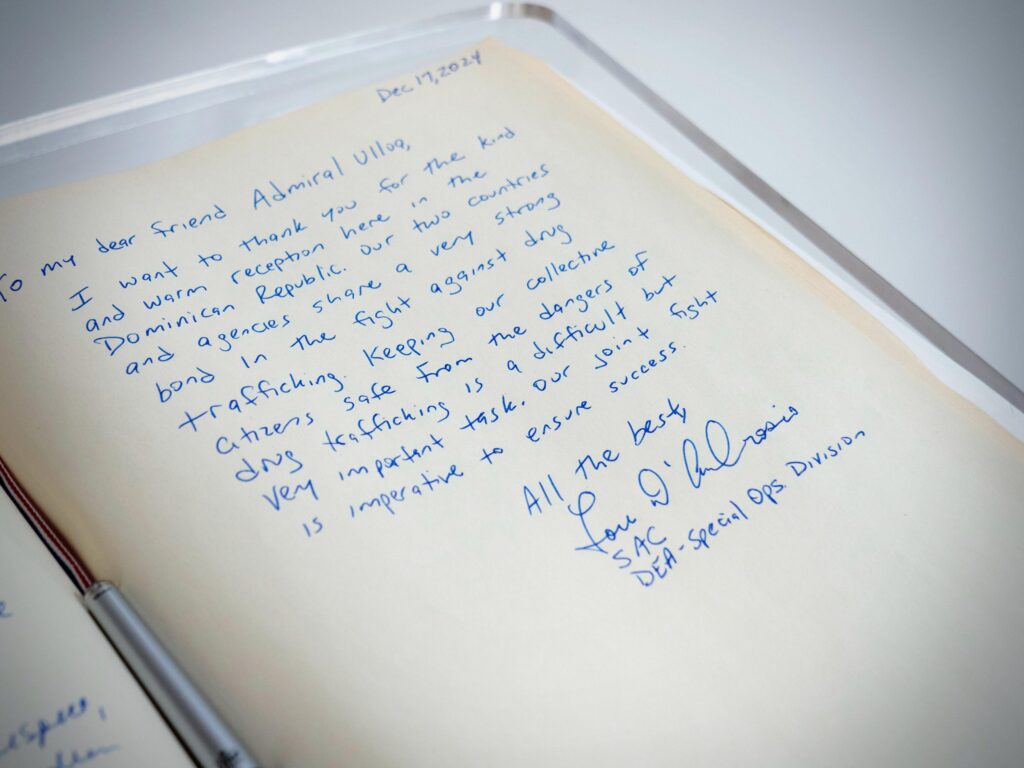 Dec 17, 2024
To my dear friend Admiral Ulloa,
I want to thank you for the kind
and warm reception here in the
Dominican Republic. Our two countries
and agencies share a very strong
bond in the fight against drug
trafficking. Keeping our collective
citizens safe from the dangers of
drug trafficking is a difficult but
very important task. Our joint fight
is imperative to ensure success.
All the best,
SAC
DEA-Special Ops Division